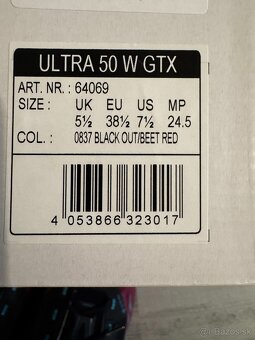 ULTRA 50 W GTX
ART. NR. : 64069
SIZE : UK EU US MP
5½ 38½ 7½ 24.5
COL. : 0837 BLACK OUT/BEET RED
4 053866 323017
Bazos.sk